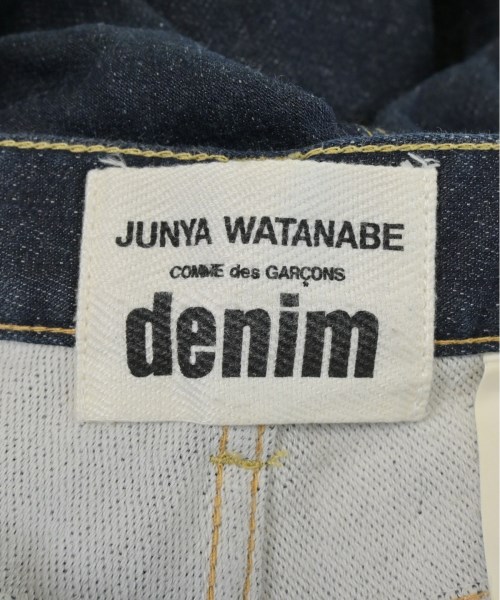 JUNYA WATANABE
COMME des GARÇONS
denim